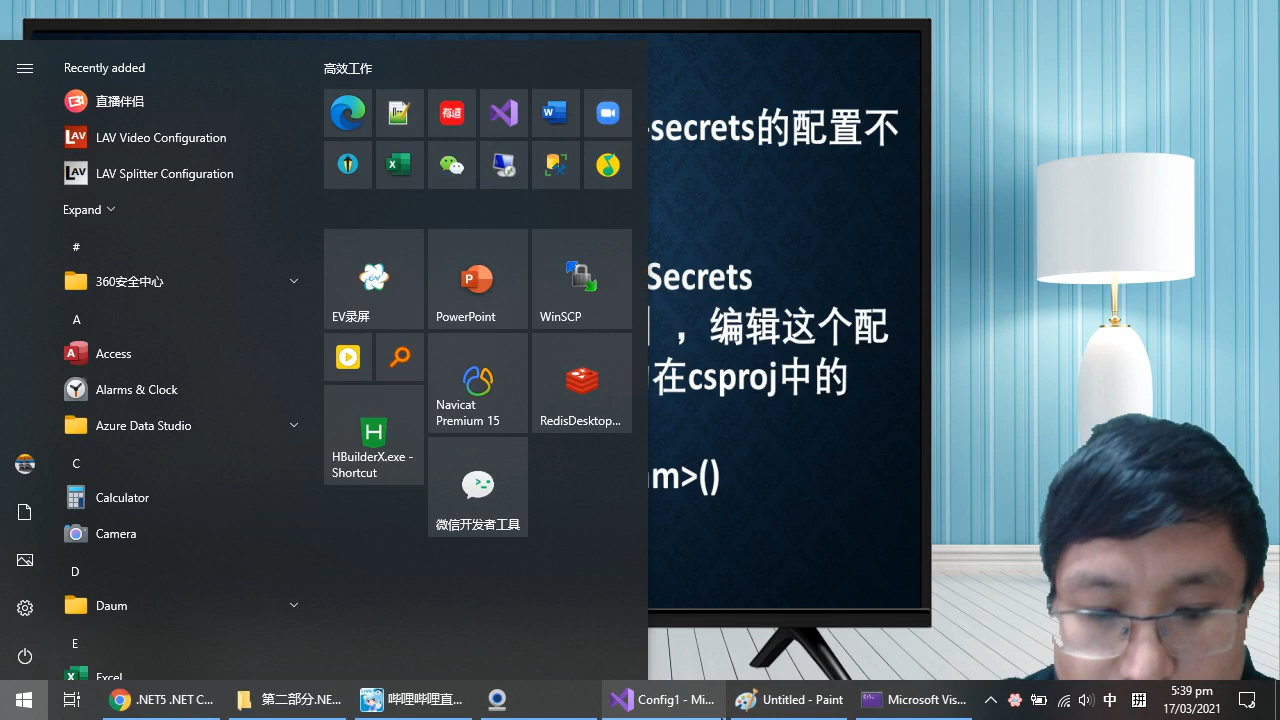 Recently added
直播伴侣
LAV Video Configuration
LAV Splitter Configuration
Expand
#
360安全中心
A
Access
Alarms & Clock
Azure Data Studio
C
Calculator
Camera
D
Daum
E
Excel
高效工作
有道
EV录屏
PowerPoint
WinSCP
Navicat
Premium 15
RedisDesktop...
HBuilderX.exe -
Shortcut
微信开发者工具
-secrets的配置不
Secrets
，编辑这个配
在csproj中的
am>()
.NET5 .NET C...
第二部分.NE...
哔哩哔哩直...
Config1 - Mi...
Untitled - Paint
Microsoft Vis...
中
拼
5:39 pm
17/03/2021